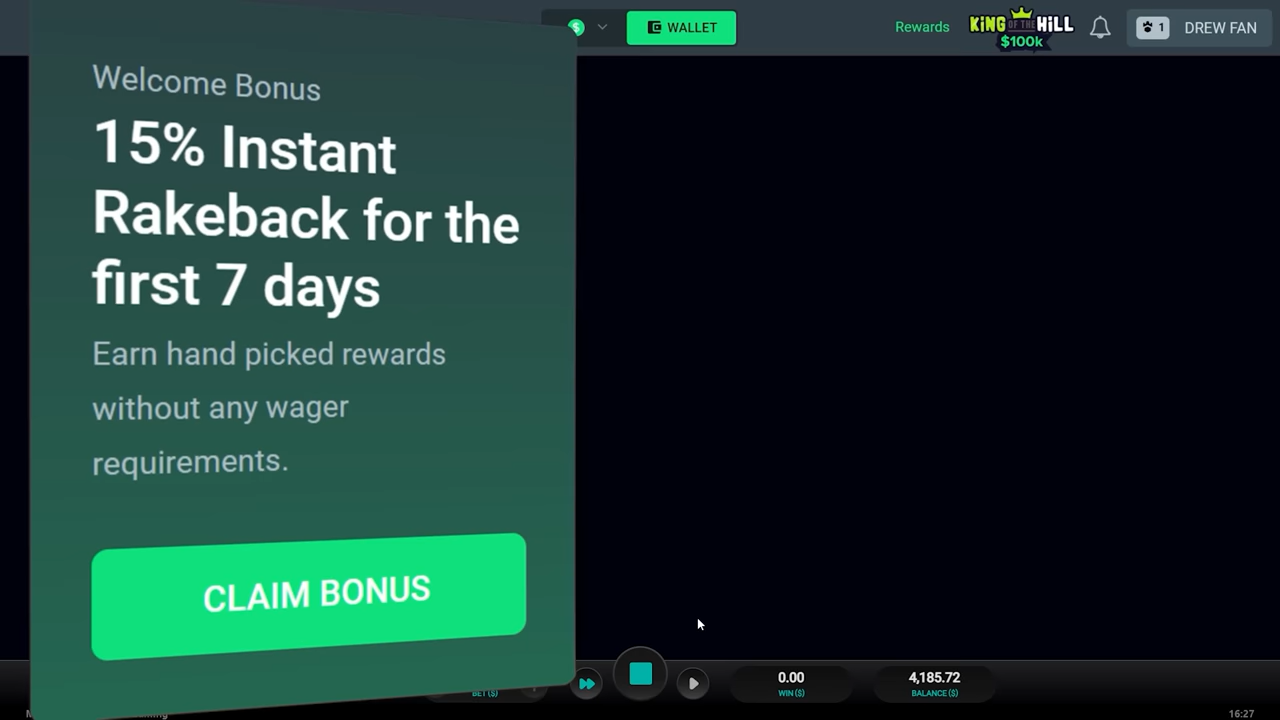 WALLET
Rewards
KING OF THE HILL
$100k
1
DREW FAN
Welcome Bonus
15% Instant
Rakeback for the
first 7 days
Earn hand picked rewards
without any wager
requirements.
CLAIM BONUS
BET ($)
0.00
WIN ($)
4,185.72
BALANCE ($)
16:27